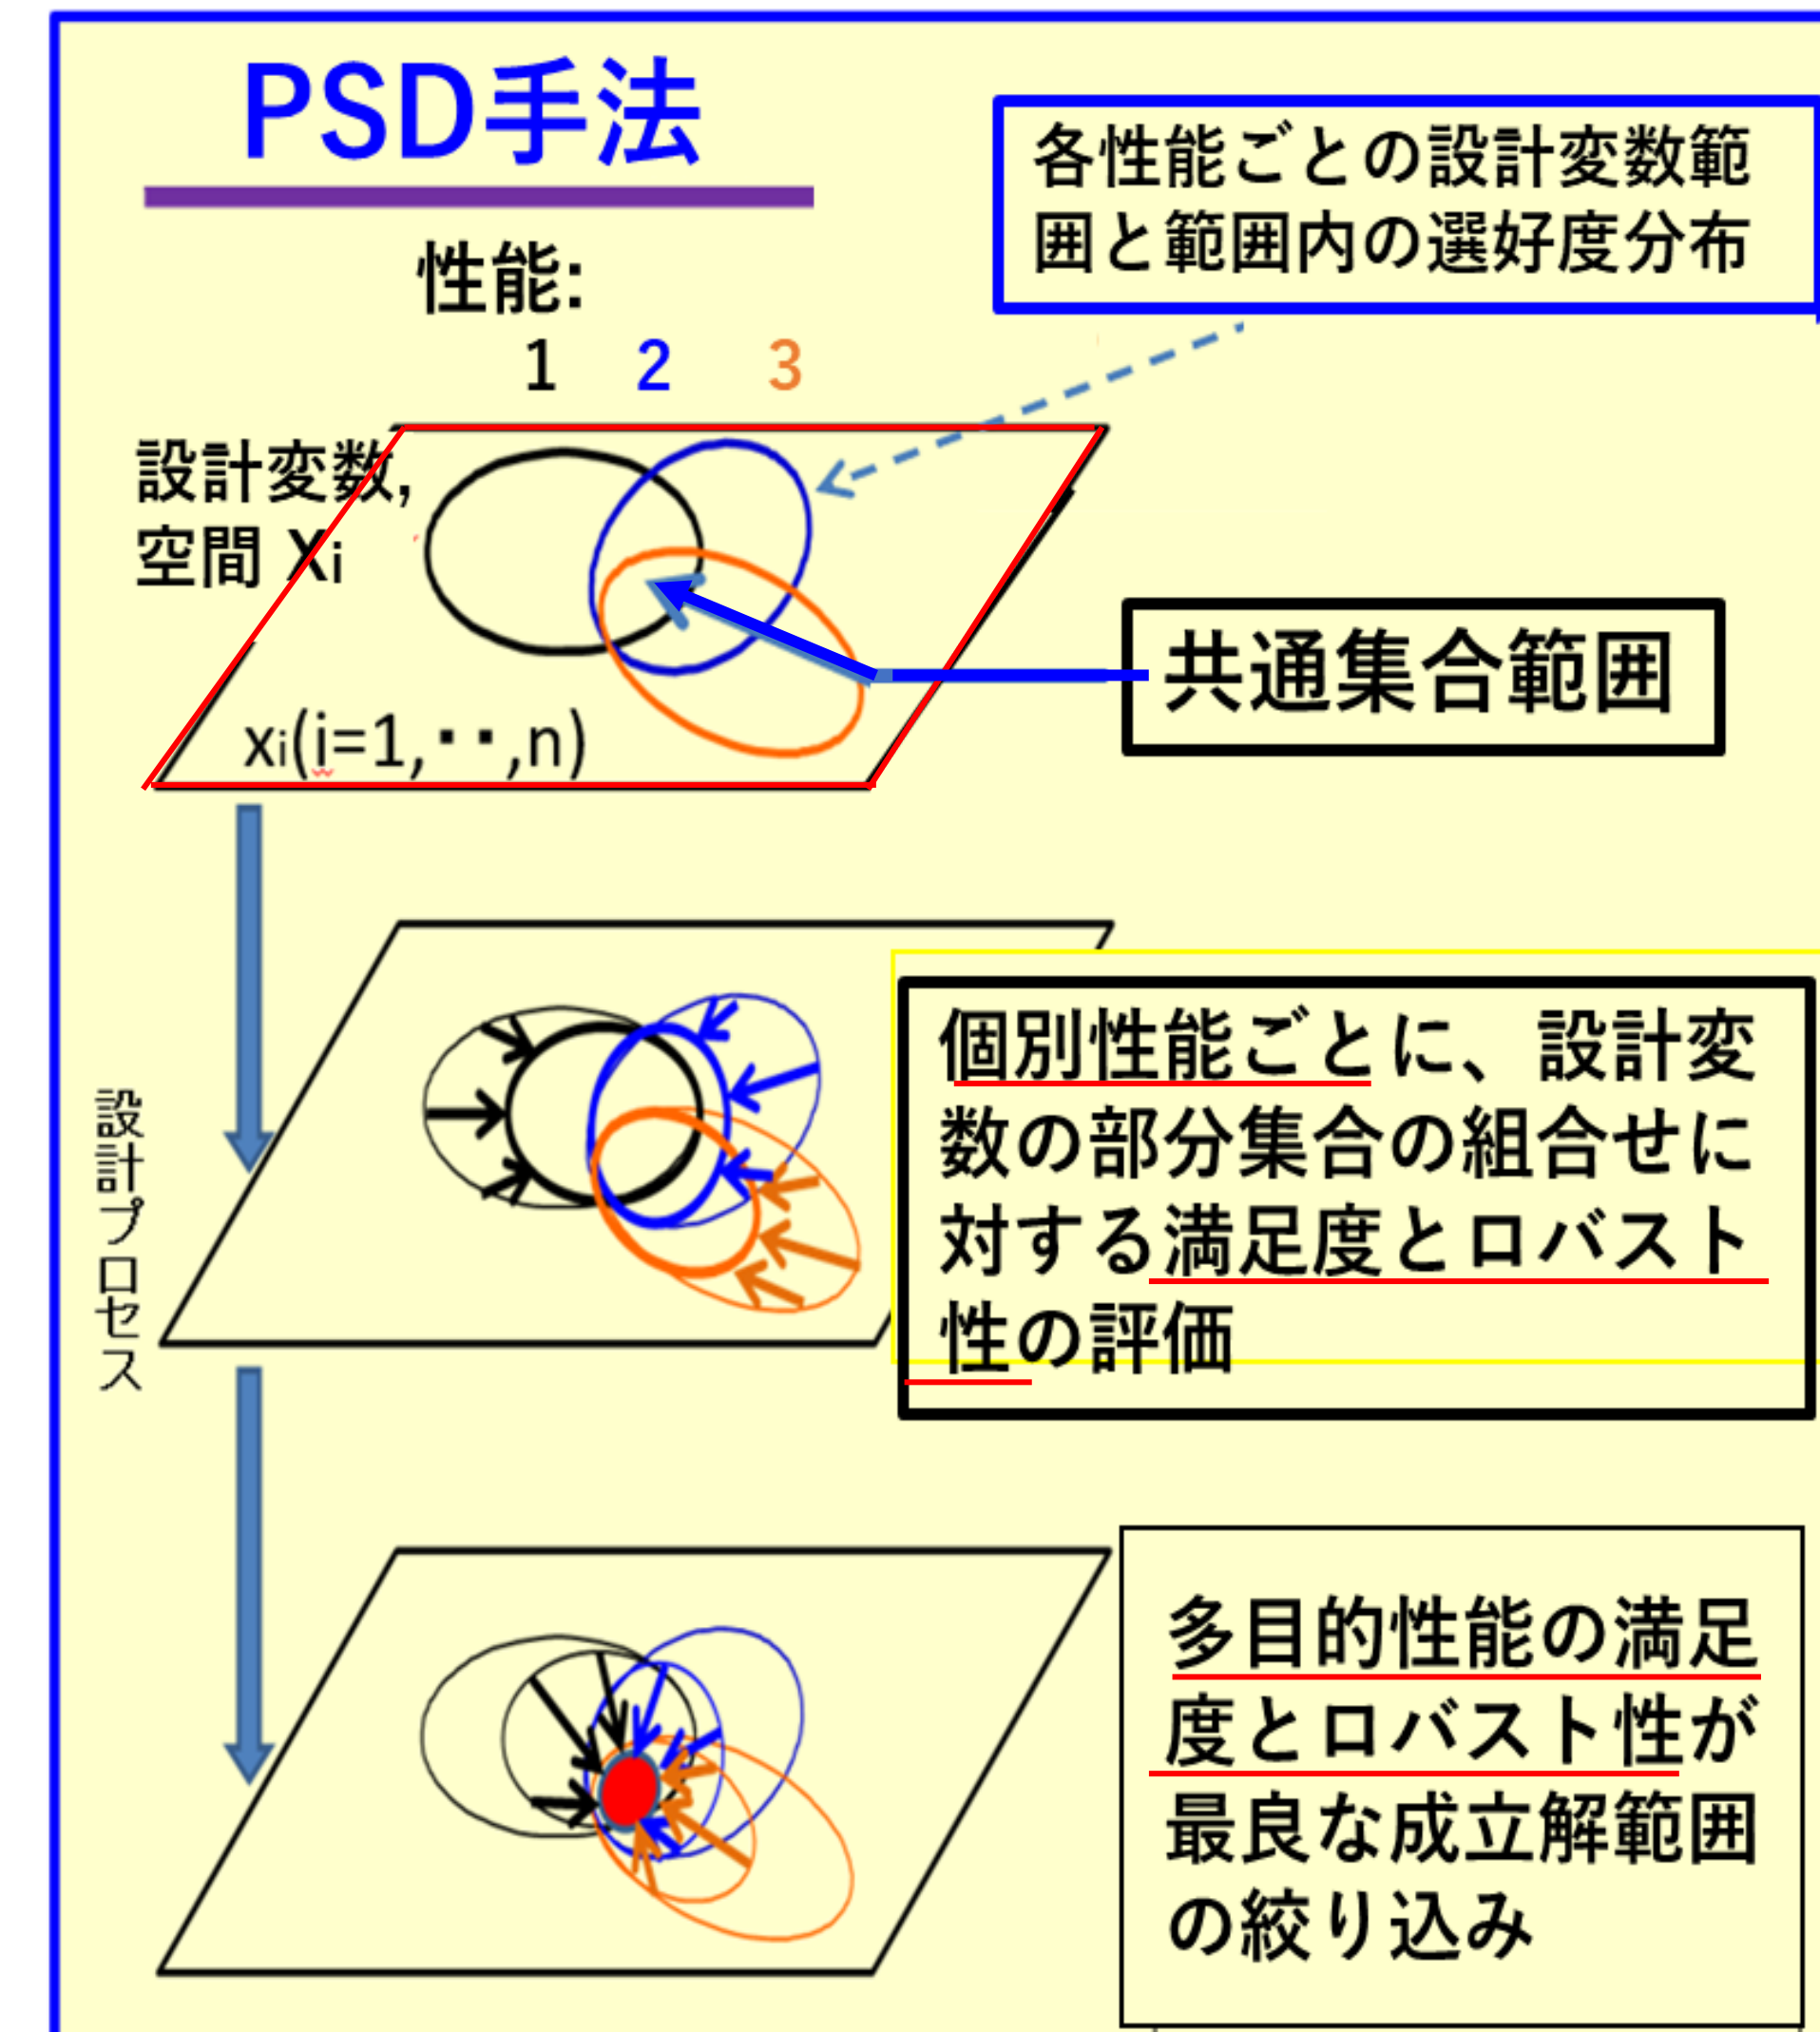 PSD手法
各性能ごとの設計変数範
囲と範囲内の選好度分布
性能:
1 2 3
設計変数,
空間 Xi
共通集合範囲
xi(i=1,･･,n)
設計プロセス
個別性能ごとに、設計変
数の部分集合の組合せに
対する満足度とロバスト
性の評価
多目的性能の満足
度とロバスト性が
最良な成立解範囲
の絞り込み